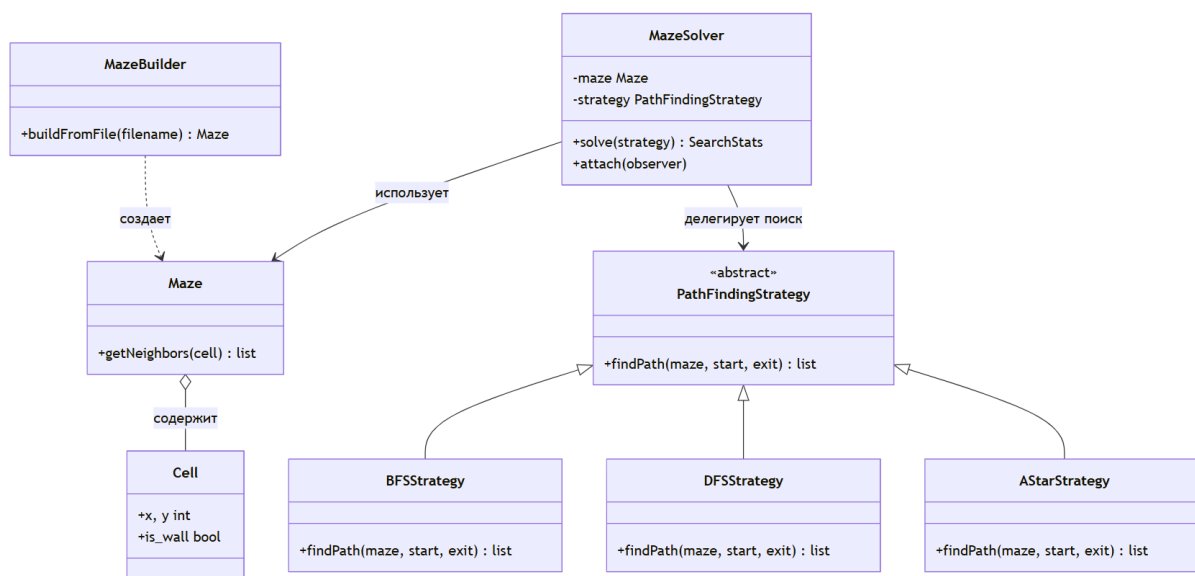 MazeBuilder
+buildFromFile(filename) : Maze
MazeSolver
-maze Maze
-strategy PathFindingStrategy
+solve(strategy) : SearchStats
+attach(observer)
создает
использует
делегирует поиск
Maze
+getNeighbors(cell) : list
«abstract»
PathFindingStrategy
+findPath(maze, start, exit) : list
содержит
Cell
+x, y int
+is_wall bool
BFSStrategy
+findPath(maze, start, exit) : list
DFSStrategy
+findPath(maze, start, exit) : list
AStarStrategy
+findPath(maze, start, exit) : list